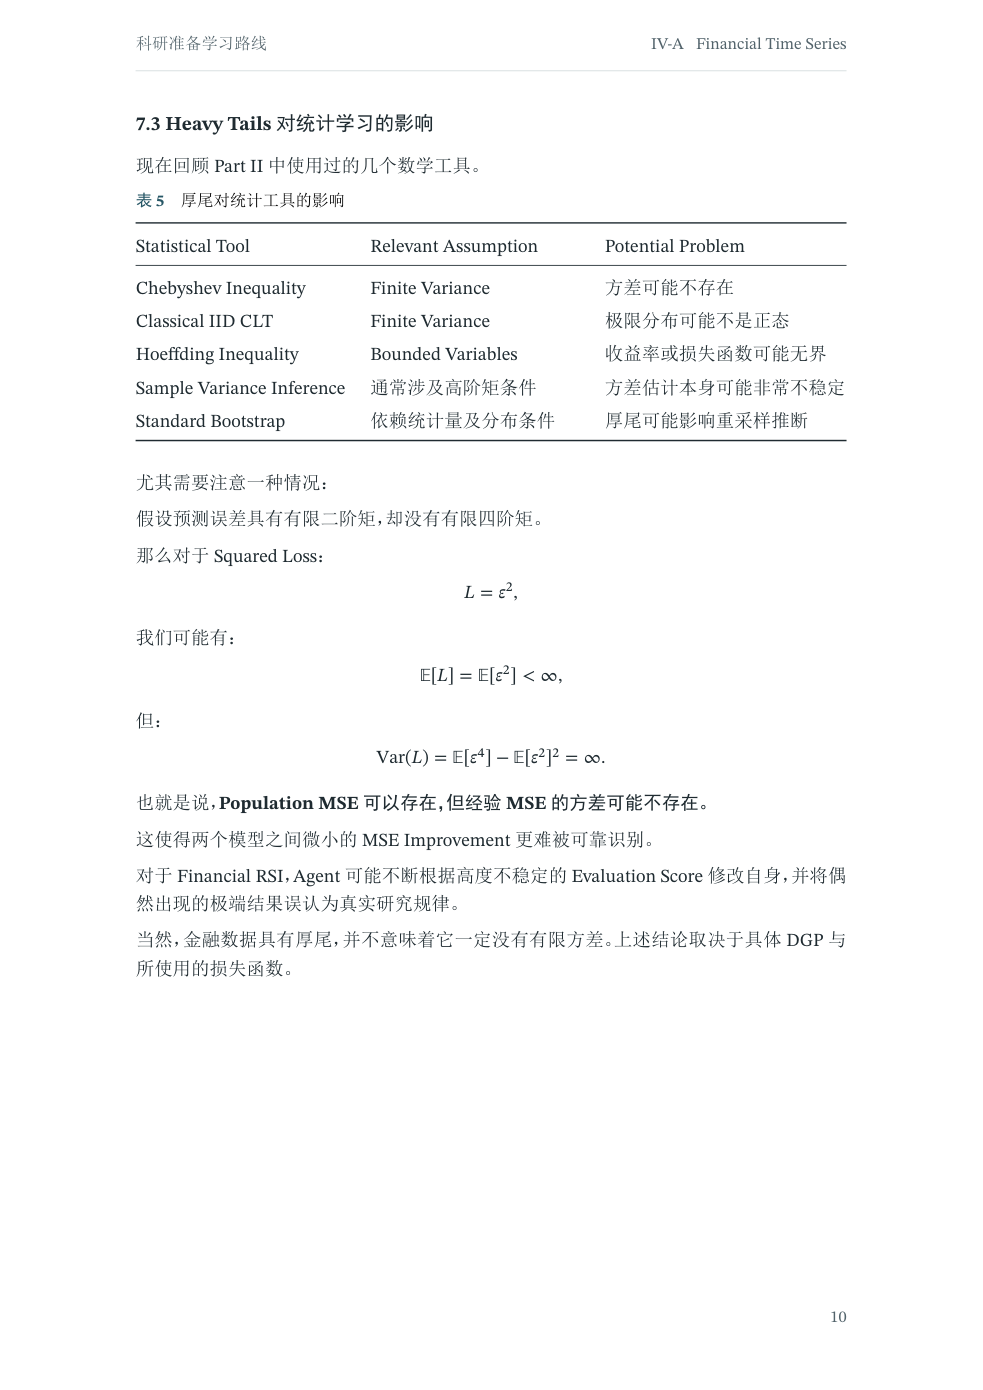 科研准备学习路线 IV-A Financial Time Series
7.3 Heavy Tails 对统计学习的影响
现在回顾 Part II 中使用过的几个数学工具。
表 5 厚尾对统计工具的影响
Statistical Tool Relevant Assumption Potential Problem
Chebyshev Inequality Finite Variance 方差可能不存在
Classical IID CLT Finite Variance 极限分布可能不是正态
Hoeffding Inequality Bounded Variables 收益率或损失函数可能无界
Sample Variance Inference 通常涉及高阶矩条件 方差估计本身可能非常不稳定
Standard Bootstrap 依赖统计量及分布条件 厚尾可能影响重采样推断
尤其需要注意一种情况：
假设预测误差具有有限二阶矩，却没有有限四阶矩。
那么对于 Squared Loss：
L = ε²,
我们可能有：
𝔼[L] = 𝔼[ε²] < ∞,
但：
Var(L) = 𝔼[ε⁴] − 𝔼[ε²]² = ∞.
也就是说，Population MSE 可以存在，但经验 MSE 的方差可能不存在。
这使得两个模型之间微小的 MSE Improvement 更难被可靠识别。
对于 Financial RSI，Agent 可能不断根据高度不稳定的 Evaluation Score 修改自身，并将偶
然出现的极端结果误认为真实研究规律。
当然，金融数据具有厚尾，并不意味着它一定没有有限方差。上述结论取决于具体 DGP 与
所使用的损失函数。
10